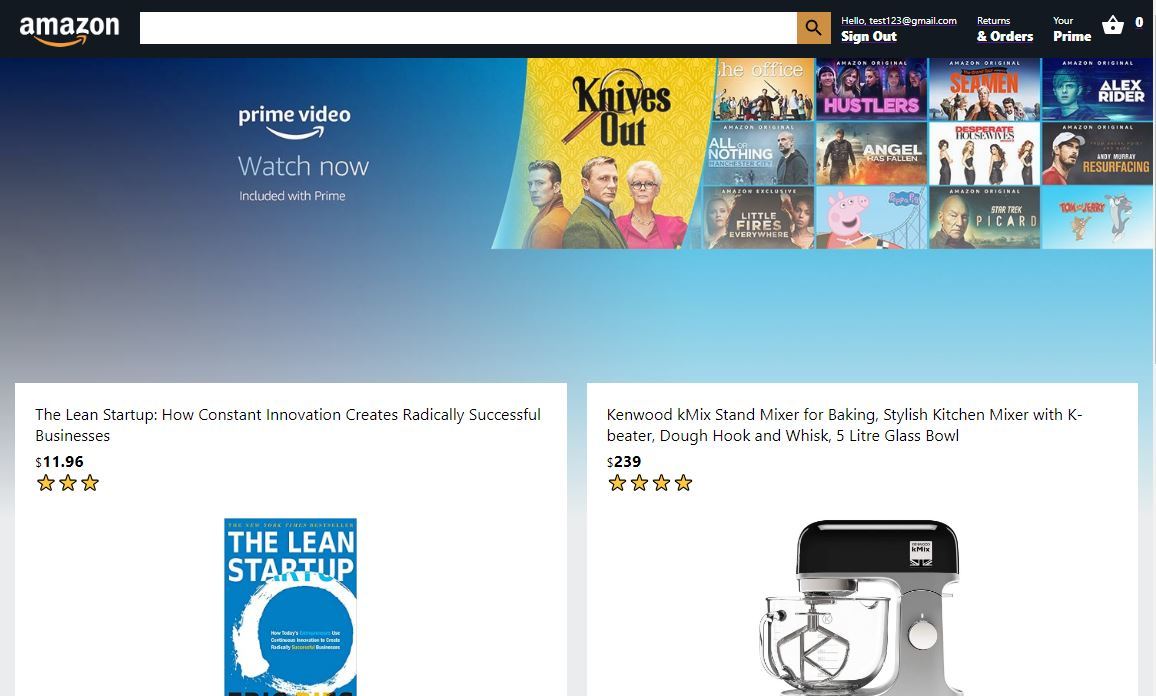 amazon
Hello, test123@gmail.com
Sign Out
Returns
& Orders
Your
Prime
0
prime video
Watch now
Included with Prime
Knives
Out
the office
AMAZON ORIGINAL
HUSTLERS
AMAZON ORIGINAL
SEAMEN
AMAZON ORIGINAL
ALEX
RIDER
AMAZON ORIGINAL
ALL OR
NOTHING
MANCHESTER CITY
ANGEL
HAS FALLEN
DESPERATE
HOUSEWIVES
AMAZON ORIGINAL
ANDY MURRAY
RESURFACING
AMAZON EXCLUSIVE
LITTLE
FIRES
EVERYWHERE
Peppa Pig
AMAZON ORIGINAL
STAR TREK
PICARD
TOM and JERRY
The Lean Startup: How Constant Innovation Creates Radically Successful
Businesses
$11.96
THE NEW YORK TIMES BESTSELLER
THE LEAN
STARTUP
How Today's Entrepreneurs Use
Continuous Innovation to Create
Radically Successful Businesses
ERIC RIES
Kenwood kMix Stand Mixer for Baking, Stylish Kitchen Mixer with K-
beater, Dough Hook and Whisk, 5 Litre Glass Bowl
$239
KENWOOD
kMix